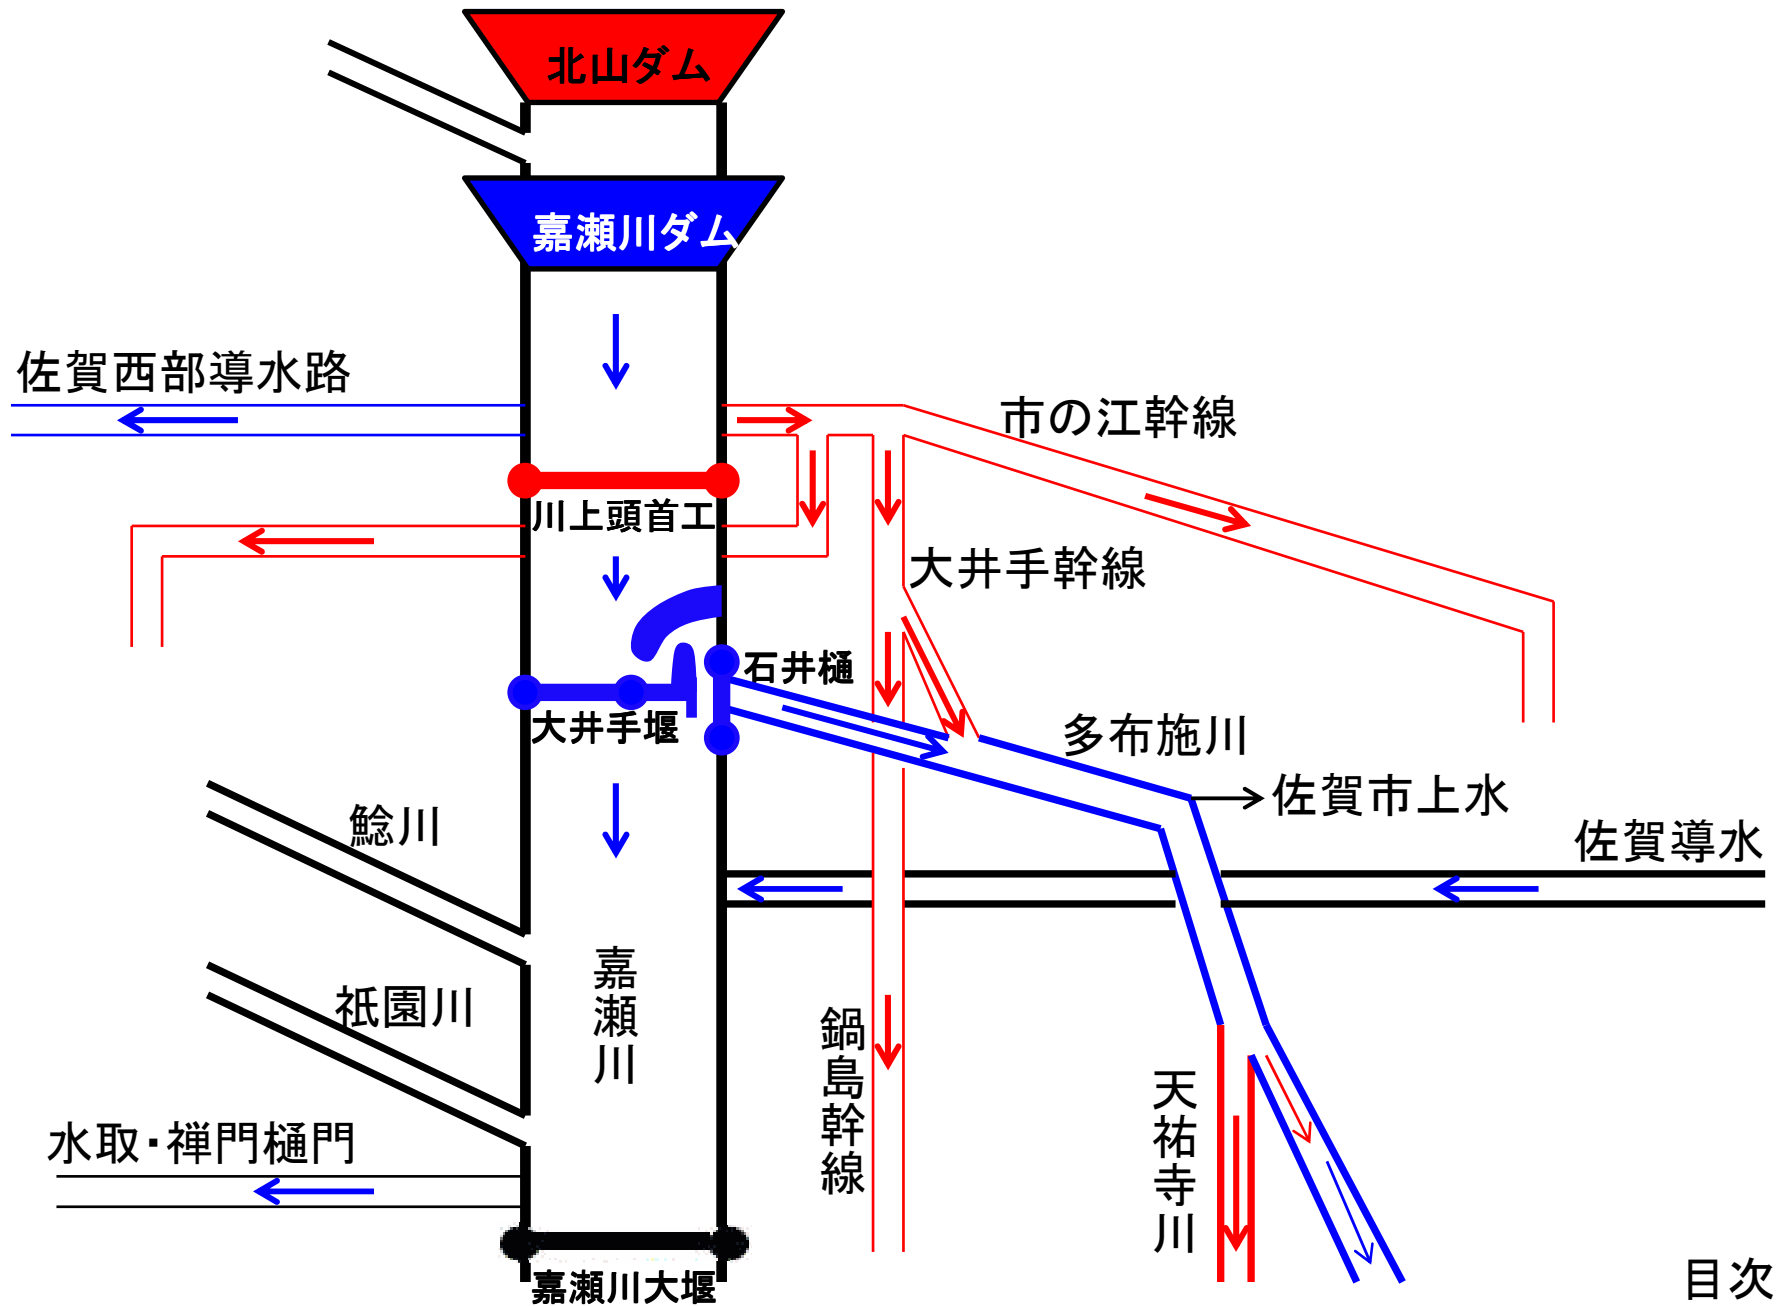 北山ダム
嘉瀬川ダム
佐賀西部導水路
市の江幹線
川上頭首工
大井手幹線
石井樋
大井手堰
多布施川
佐賀市上水
鯰川
佐賀導水
嘉瀬川
祇園川
鍋島幹線
天祐寺川
水取・禅門樋門
嘉瀬川大堰
目次